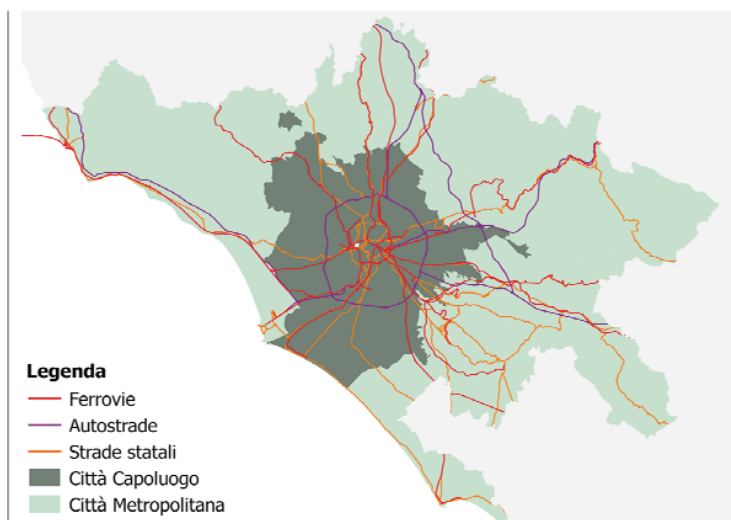 Legenda
Ferrovie
Autostrade
Strade statali
Città Capoluogo
Città Metropolitana